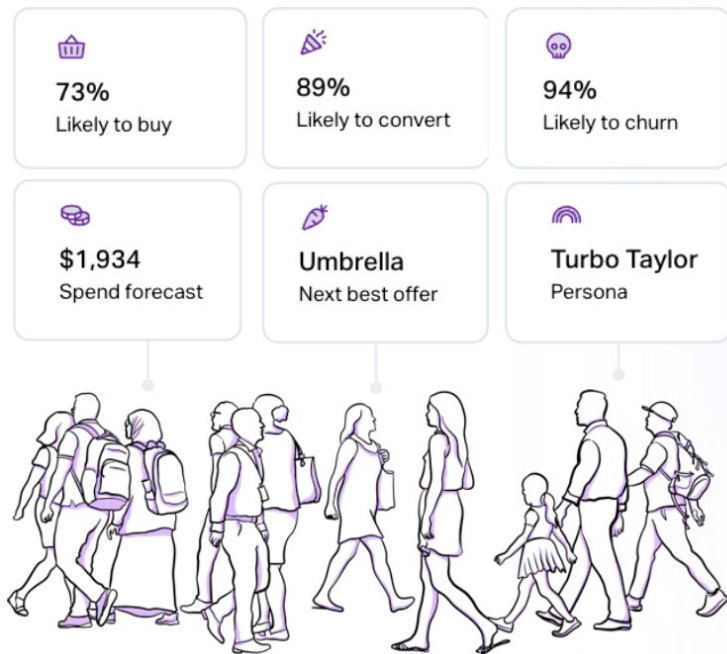 73%
Likely to buy
89%
Likely to convert
94%
Likely to churn
$1,934
Spend forecast
Umbrella
Next best offer
Turbo Taylor
Persona